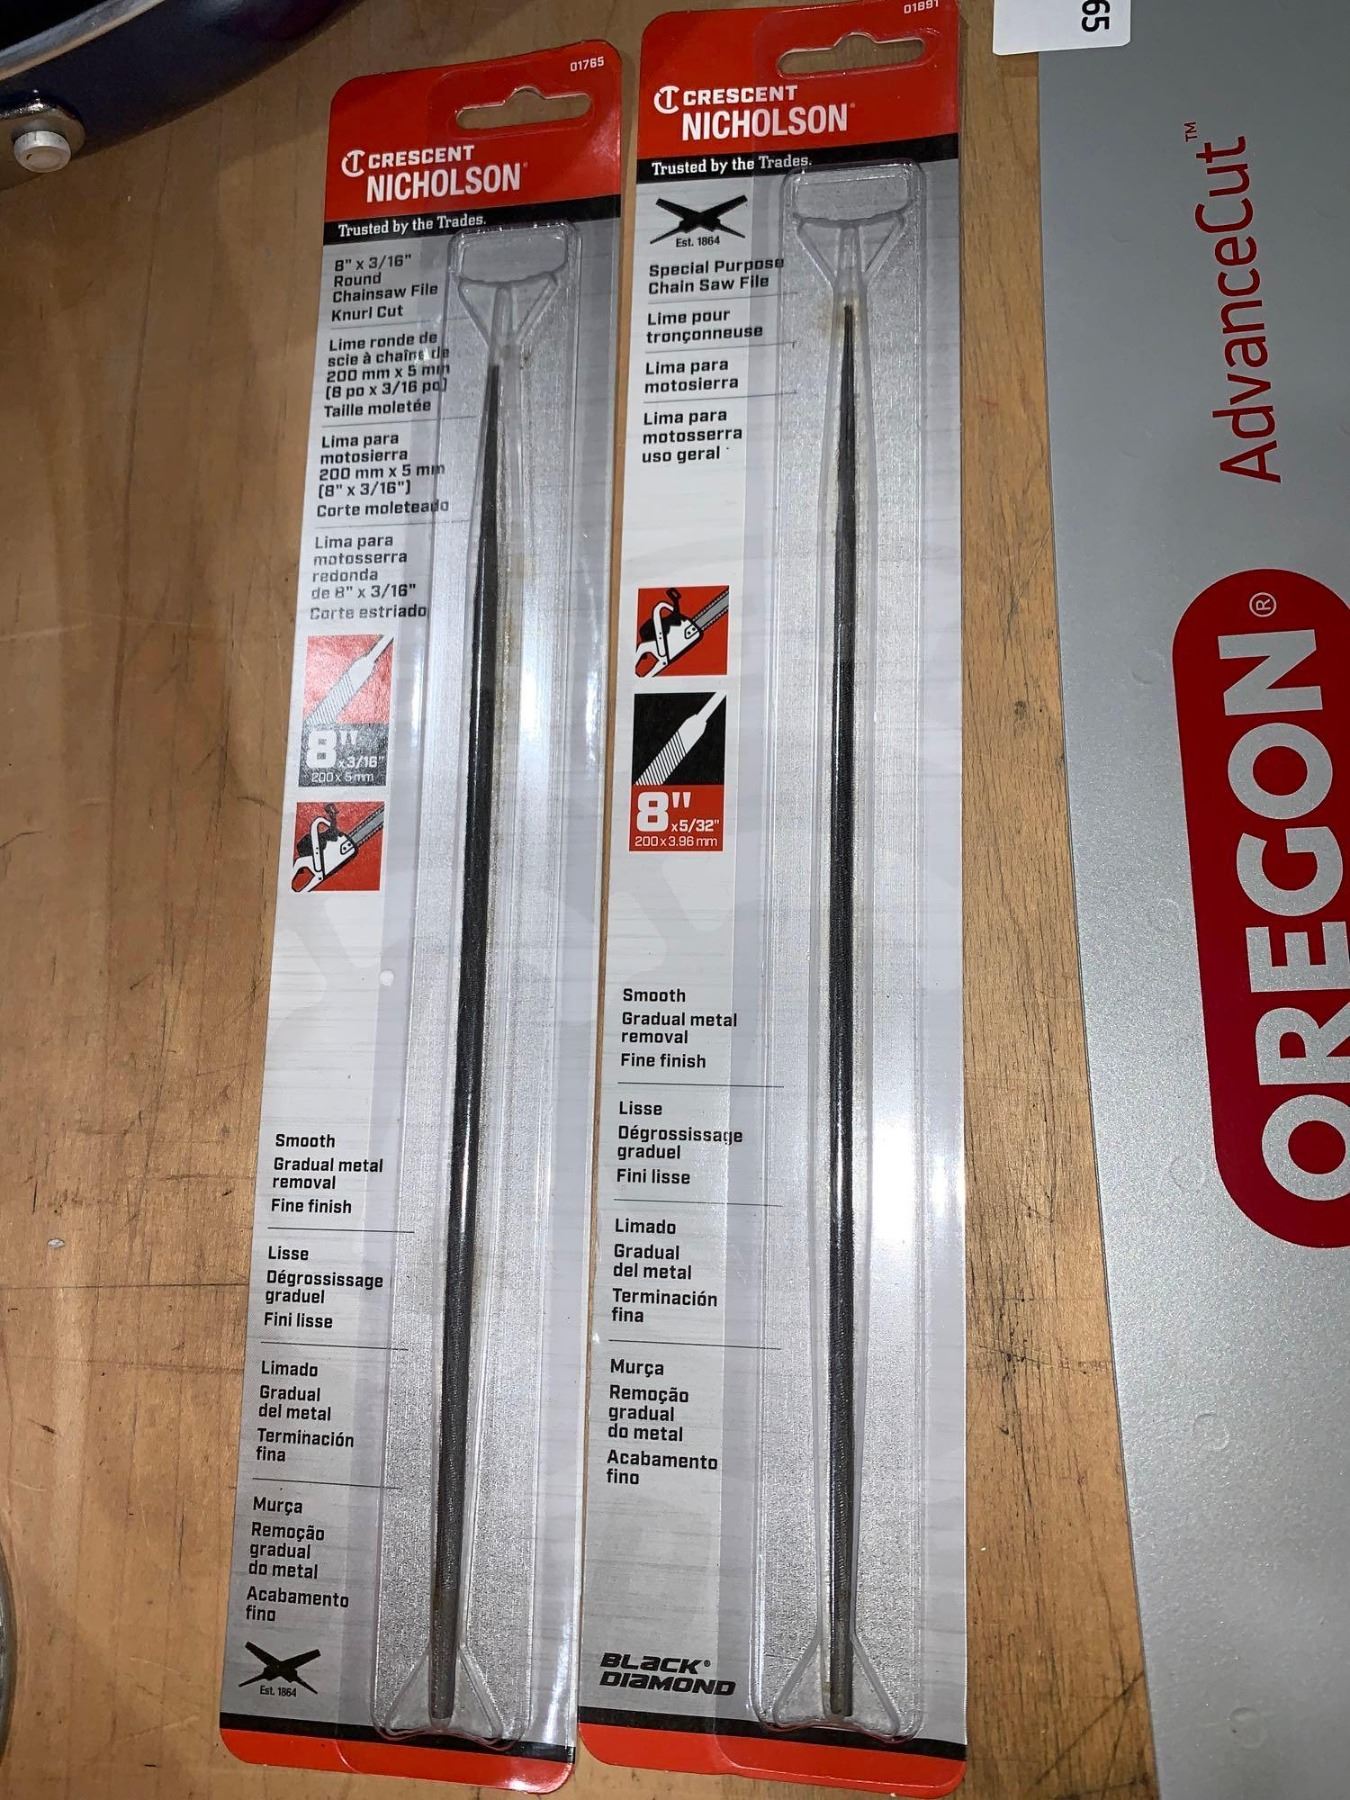 01765
CRESCENT
NICHOLSON
Trusted by the Trades.
8" x 3/16"
Round
Chainsaw File
Knurl Cut
Lime ronde de
scie à chaîne de
200 mm x 5 mm
(8 po x 3/16 po)
Taille moletée
Lima para
motosierra
200 mm x 5 mm
(8" x 3/16")
Corte moleteado
Lima para
motosserra
redonda
de 8" x 3/16"
Corte estriado
8"
x3/16"
200 x 5 mm
Smooth
Gradual metal
removal
Fine finish
Lisse
Dégrossissage
graduel
Fini lisse
Limado
Gradual
del metal
Terminación
fina
Murça
Remoção
gradual
do metal
Acabamento
fino
Est. 1864
01891
CRESCENT
NICHOLSON®
Trusted by the Trades.
Est. 1864
Special Purpose
Chain Saw File
Lime pour
tronçonneuse
Lima para
motosierra
Lima para
motosserra
uso geral
8"
x5/32"
200 x 3.96 mm
Smooth
Gradual metal
removal
Fine finish
Lisse
Dégrossissage
graduel
Fini lisse
Limado
Gradual
del metal
Terminación
fina
Murça
Remoção
gradual
do metal
Acabamento
fino
BLACK®
DIAMOND
65
AdvanceCut™
OREGON®